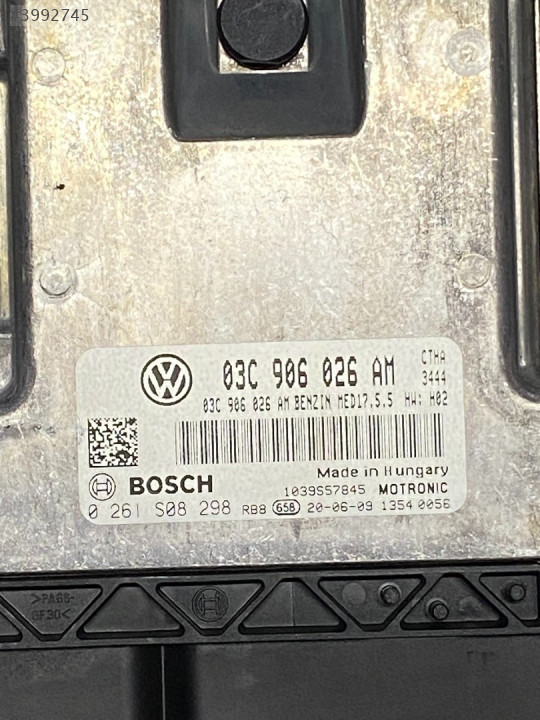 3992745
03C 906 026 AM
CTHA
3444
03C 906 026 AM BENZIN MED17.5.5 HW: H02
Made in Hungary
BOSCH
1039S57845 MOTRONIC
0 261 S08 298 RB8 658 20-06-09 1354 0056
>PA66-
GF30<